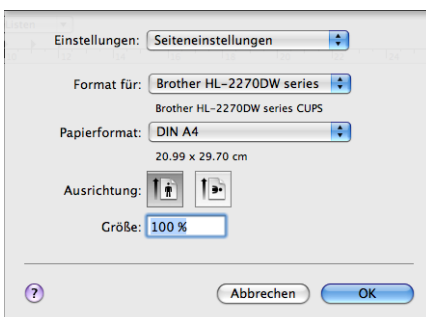 Einstellungen: Seiteneinstellungen
Format für: Brother HL-2270DW series
Brother HL-2270DW series CUPS
Papierformat: DIN A4
20.99 x 29.70 cm
Ausrichtung:
Größe: 100 %
? Abbrechen OK